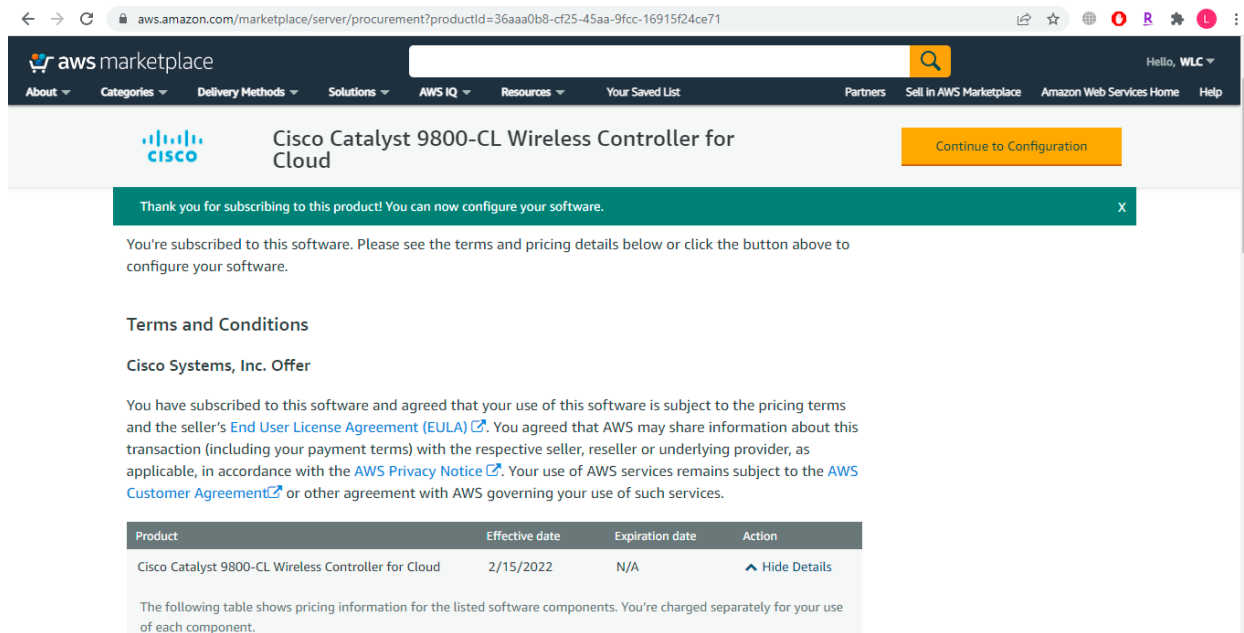 aws.amazon.com/marketplace/server/procurement?productId=36aaa0b8-cf25-45aa-9fcc-16915f24ce71
R
L
aws marketplace
Hello, WLC
About
Categories
Delivery Methods
Solutions
AWS IQ
Resources
Your Saved List
Partners
Sell in AWS Marketplace
Amazon Web Services Home
Help
CISCO
Cisco Catalyst 9800-CL Wireless Controller for
Cloud
Continue to Configuration
Thank you for subscribing to this product! You can now configure your software.
X
You're subscribed to this software. Please see the terms and pricing details below or click the button above to
configure your software.
Terms and Conditions
Cisco Systems, Inc. Offer
You have subscribed to this software and agreed that your use of this software is subject to the pricing terms
and the seller's End User License Agreement (EULA). You agreed that AWS may share information about this
transaction (including your payment terms) with the respective seller, reseller or underlying provider, as
applicable, in accordance with the AWS Privacy Notice. Your use of AWS services remains subject to the AWS
Customer Agreement or other agreement with AWS governing your use of such services.
Product Effective date Expiration date Action
Cisco Catalyst 9800-CL Wireless Controller for Cloud 2/15/2022 N/A Hide Details
The following table shows pricing information for the listed software components. You're charged separately for your use
of each component.